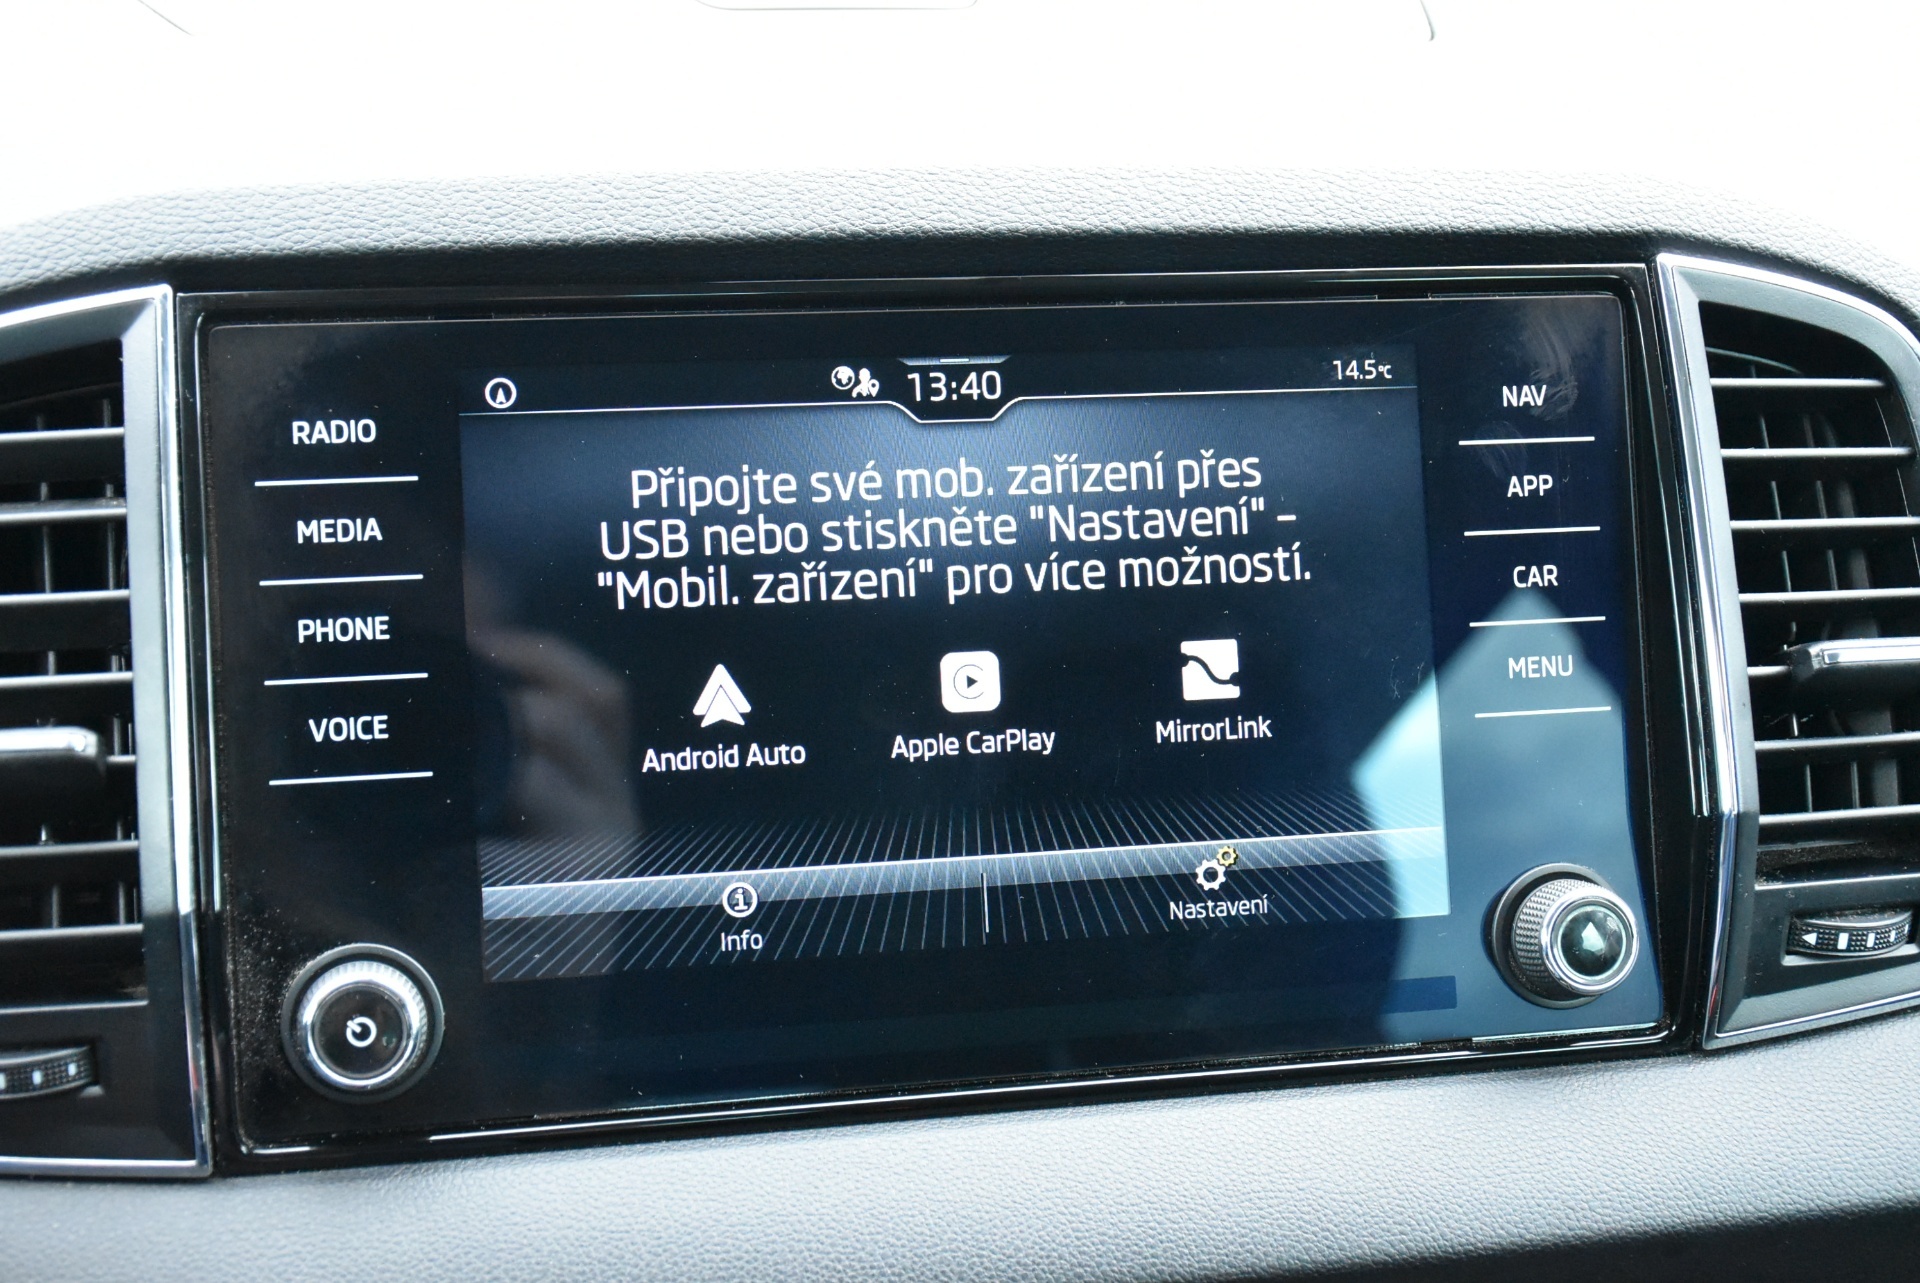 13:40
14.5°C
RADIO
MEDIA
PHONE
VOICE
Připojte své mob. zařízení přes
USB nebo stiskněte "Nastavení" –
"Mobil. zařízení" pro více možností.
Android Auto
Apple CarPlay
MirrorLink
Info
Nastavení
NAV
APP
CAR
MENU